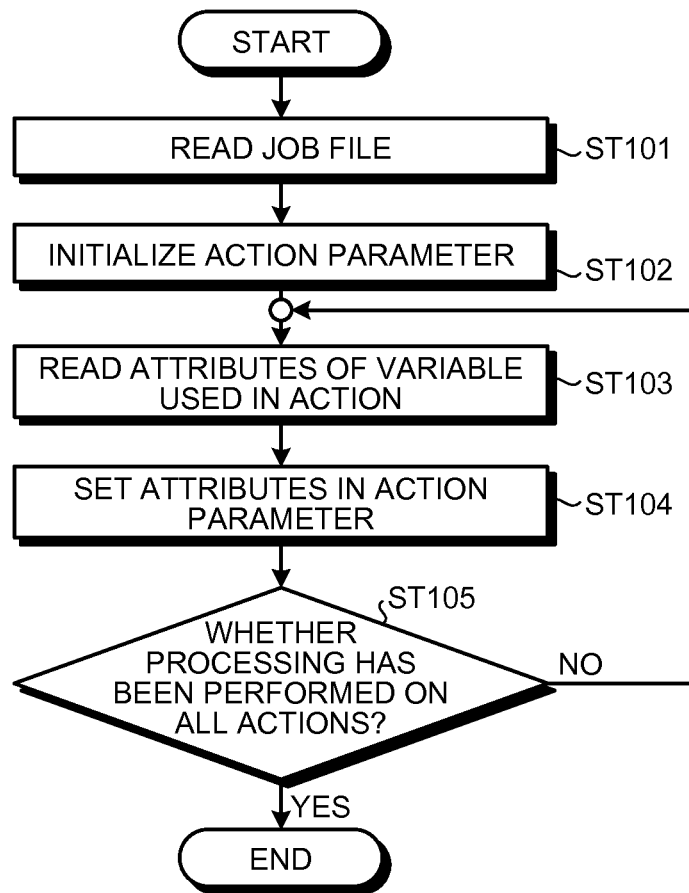 START
READ JOB FILE
ST101
INITIALIZE ACTION PARAMETER
ST102
READ ATTRIBUTES OF VARIABLE
USED IN ACTION
ST103
SET ATTRIBUTES IN ACTION
PARAMETER
ST104
ST105
WHETHER
PROCESSING HAS
BEEN PERFORMED ON
ALL ACTIONS?
NO
YES
END